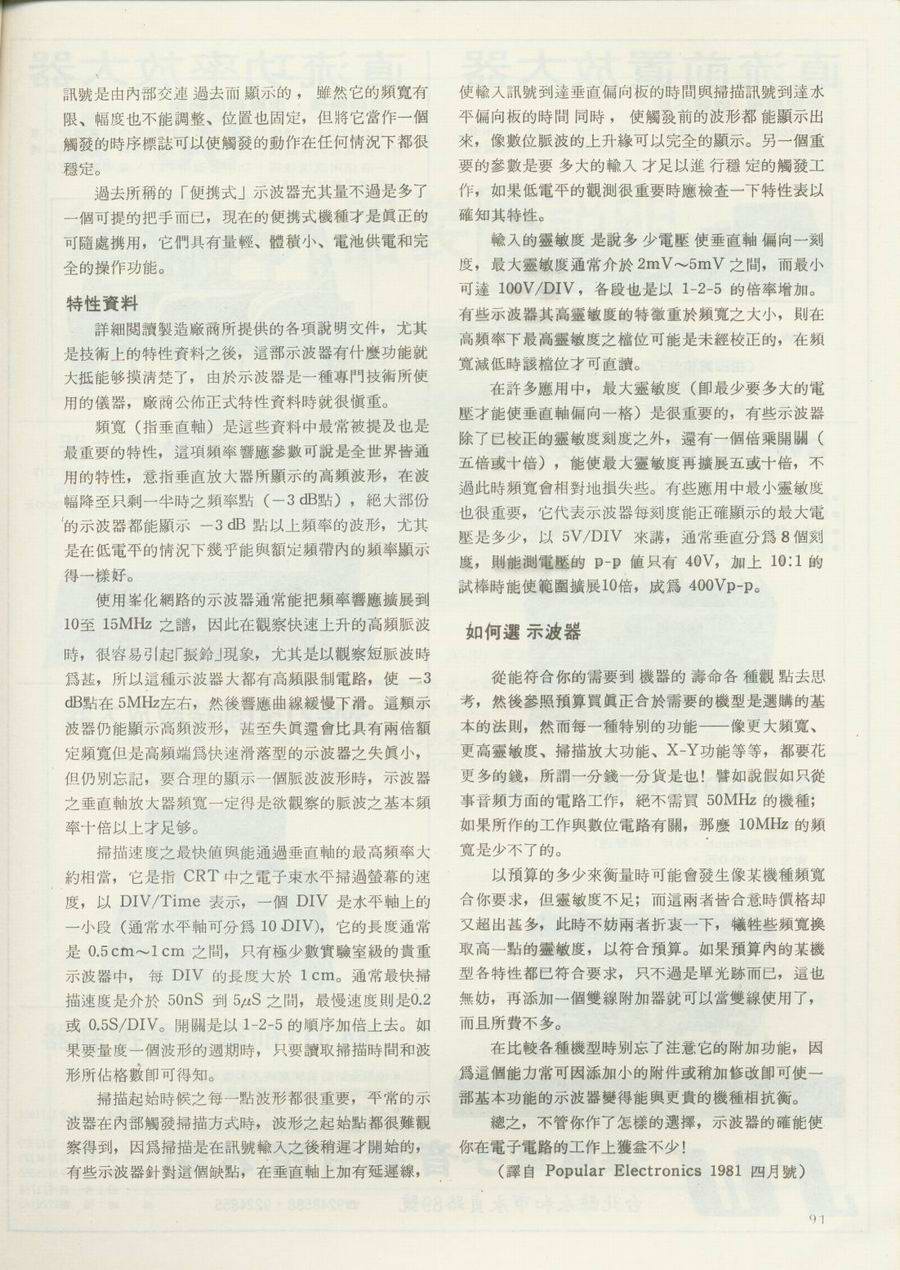 訊號是由內部交連過去而顯示的，雖然它的頻寬有
限、幅度也不能調整、位置也固定，但將它當作一個
觸發的時序標誌可以使觸發的動作在任何情況下都很
穩定。
過去所稱的「便携式」示波器充其量不過是多了
一個可提的把手而已，現在的便携式機種才是眞正的
可隨處携用，它們具有量輕、體積小、電池供電和完
全的操作功能。
特性資料
詳細閱讀製造廠商所提供的各項說明文件，尤其
是技術上的特性資料之後，這部示波器有什麼功能就
大抵能够摸淸楚了，由於示波器是一種專門技術所使
用的儀器，廠商公佈正式特性資料時就很愼重。
頻寬（指垂直軸）是這些資料中最常被提及也是
最重要的特性，這項頻率響應參數可說是全世界皆通
用的特性，意指垂直放大器所顯示的高頻波形，在波
幅降至只剩一半時之頻率點（－3 dB點），絕大部份
的示波器都能顯示 －3 dB 點以上頻率的波形，尤其
是在低電平的情況下幾乎能與額定頻帶內的頻率顯示
得一樣好。
使用峯化網路的示波器通常能把頻率響應擴展到
10至 15MHz 之譜，因此在觀察快速上升的高頻脈波
時，很容易引起「振鈴」現象，尤其是以觀察短脈波時
爲甚，所以這種示波器大都有高頻限制電路，使 －3
dB點在 5MHz左右，然後響應曲線緩慢下滑。這類示
波器仍能顯示高頻波形，甚至失眞還會比具有兩倍額
定頻寬但是高頻端爲快速滑落型的示波器之失眞小，
但仍別忘記，要合理的顯示一個脈波波形時，示波器
之垂直軸放大器頻寬一定得是欲觀察的脈波之基本頻
率十倍以上才足够。
掃描速度之最快值與能通過垂直軸的最高頻率大
約相當，它是指 CRT 中之電子束水平掃過螢幕的速
度，以 DIV/Time 表示，一個 DIV 是水平軸上的
一小段（通常水平軸可分爲 10 DIV)，它的長度通常
是 0.5 cm～1 cm 之間，只有極少數實驗室級的貴重
示波器中，每 DIV 的長度大於 1 cm。通常最快掃
描速度是介於 50nS 到 5μS 之間，最慢速度則是0.2
或 0.5S/DIV。開關是以 1-2-5 的順序加倍上去。如
果要量度一個波形的週期時，只要讀取掃描時間和波
形所佔格數卽可得知。
掃描起始時候之每一點波形都很重要，平常的示
波器在內部觸發掃描方式時，波形之起始點都很難觀
察得到，因爲掃描是在訊號輸入之後稍遲才開始的，
有些示波器針對這個缺點，在垂直軸上加有延遲線，
使輸入訊號到達垂直偏向板的時間與掃描訊號到達水
平偏向板的時間同時，使觸發前的波形都能顯示出
來，像數位脈波的上升緣可以完全的顯示。另一個重
要的參數是要多大的輸入才足以進行穩定的觸發工
作，如果低電平的觀測很重要時應檢查一下特性表以
確知其特性。
輸入的靈敏度是說多少電壓使垂直軸偏向一刻
度，最大靈敏度通常介於 2mV～5mV 之間，而最小
可達 100V/DIV，各段也是以 1-2-5 的倍率增加。
有些示波器其高靈敏度的特徵重於頻寬之大小，則在
高頻率下最高靈敏度之檔位可能是未經校正的，在頻
寬減低時該檔位才可直讀。
在許多應用中，最大靈敏度（卽最少要多大的電
壓才能使垂直軸偏向一格）是很重要的，有些示波器
除了已校正的靈敏度刻度之外，還有一個倍乘開關（
五倍或十倍），能使最大靈敏度再擴展五或十倍，不
過此時頻寬會相對地損失些。有些應用中最小靈敏度
也很重要，它代表示波器每刻度能正確顯示的最大電
壓是多少，以 5V/DIV 來講，通常垂直分爲 8 個刻
度，則能測電壓的 p-p 值只有 40V，加上 10:1 的
試棒時能使範圍擴展10倍，成爲 400Vp-p。
如何選示波器
從能符合你的需要到機器的壽命各種觀點去思
考，然後參照預算買眞正合於需要的機型是選購的基
本的法則，然而每一種特別的功能——像更大頻寬、
更高靈敏度、掃描放大功能、X-Y功能等等，都要花
更多的錢，所謂一分錢一分貨是也！譬如說假如只從
事音頻方面的電路工作，絕不需買 50MHz 的機種；
如果所作的工作與數位電路有關，那麼 10MHz 的頻
寬是少不了的。
以預算的多少來衡量時可能會發生像某機種頻寬
合你要求，但靈敏度不足；而這兩者皆合意時價格却
又超出甚多，此時不妨兩者折衷一下，犧牲些頻寬換
取高一點的靈敏度，以符合預算。如果預算內的某機
型各特性都已符合要求，只不過是單光跡而已，這也
無妨，再添加一個雙線附加器就可以當雙線使用了，
而且所費不多。
在比較各種機型時別忘了注意它的附加功能，因
爲這個能力常可因添加小的附件或稍加修改卽可使一
部基本功能的示波器變得能與更貴的機種相抗衡。
總之，不管你作了怎樣的選擇，示波器的確能使
你在電子電路的工作上獲益不少！
（譯自 Popular Electronics 1981 四月號）
91